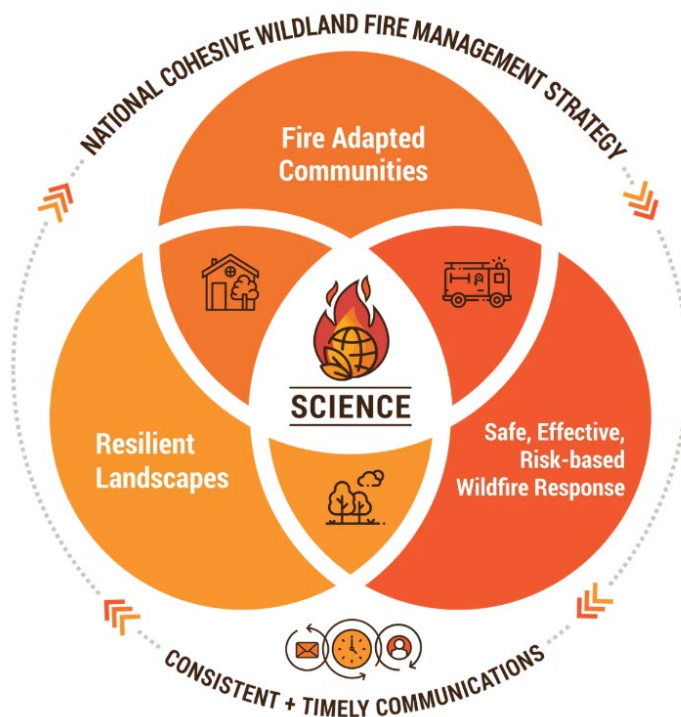 NATIONAL COHESIVE WILDLAND FIRE MANAGEMENT STRATEGY
Fire Adapted
Communities
SCIENCE
Resilient
Landscapes
Safe, Effective,
Risk-based
Wildfire Response
CONSISTENT + TIMELY COMMUNICATIONS